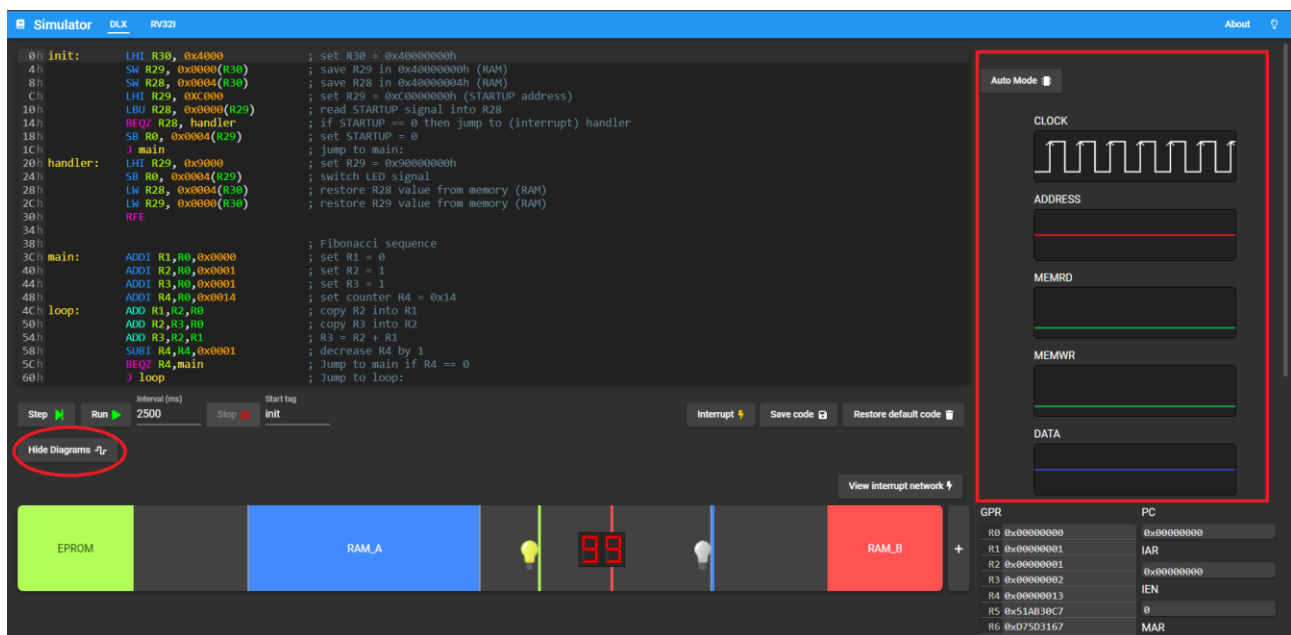 Simulator DLX RV32I About
0h init: LHI R30, 0x4000 ; set R30 = 0x40000000h
4h SW R29, 0x0000(R30) ; save R29 in 0x40000000h (RAM)
8h SW R28, 0x0004(R30) ; save R28 in 0x40000004h (RAM)
Ch LHI R29, 0XC000 ; set R29 = 0xC0000000h (STARTUP address)
10h LBU R28, 0x0000(R29) ; read STARTUP signal into R28
14h BEQZ R28, handler ; if STARTUP == 0 then jump to (interrupt) handler
18h SB R0, 0x0004(R29) ; set STARTUP = 0
1Ch J main ; jump to main:
20h handler: LHI R29, 0x9000 ; set R29 = 0x90000000h
24h SB R0, 0x0004(R29) ; switch LED signal
28h LW R28, 0x0004(R30) ; restore R28 value from memory (RAM)
2Ch LW R29, 0x0000(R30) ; restore R29 value from memory (RAM)
30h RFE
34h
38h ; Fibonacci sequence
3Ch main: ADDI R1,R0,0x0000 ; set R1 = 0
40h ADDI R2,R0,0x0001 ; set R2 = 1
44h ADDI R3,R0,0x0001 ; set R3 = 1
48h ADDI R4,R0,0x0014 ; set counter R4 = 0x14
4Ch loop: ADD R1,R2,R0 ; copy R2 into R1
50h ADD R2,R3,R0 ; copy R3 into R2
54h ADD R3,R2,R1 ; R3 = R2 + R1
58h SUBI R4,R4,0x0001 ; decrease R4 by 1
5Ch BEQZ R4,main ; Jump to main if R4 == 0
60h J loop ; Jump to loop:
Interval (ms) Start tag
Step Run 2500 Stop init Interrupt Save code Restore default code
Hide Diagrams
View interrupt network
EPROM RAM_A 99 RAM_B +
Auto Mode
CLOCK
ADDRESS
MEMRD
MEMWR
DATA
GPR PC
R0 0x00000000 0x00000000
R1 0x00000001 IAR
R2 0x00000001 0x00000000
R3 0x00000002
R4 0x00000013 IEN
R5 0x51AB30C7 0
R6 0xD75D3167 MAR